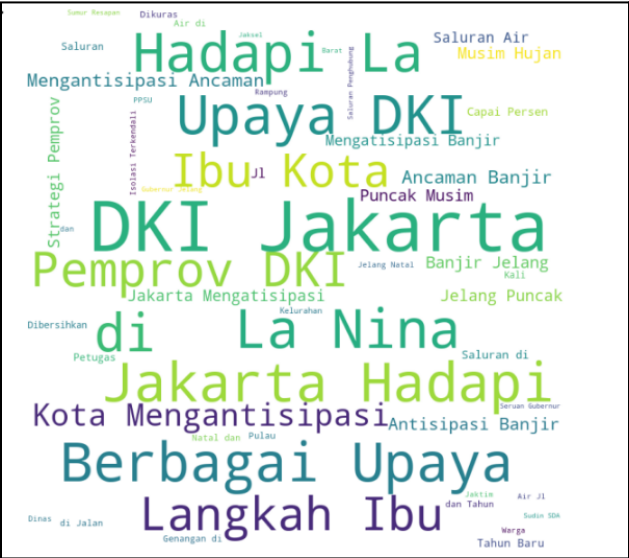 Sumur Resapan
Dikuras
Air di
Jaksel
Saluran
Hadapi La
Barat
Saluran Penghubung
Saluran Air
Musim Hujan
Mengantisipasi Ancaman
Rampung
PPSU
Upaya DKI
Capai Persen
Strategi Pemprov
Isolasi Terkendali
Mengatisipasi Banjir
Ibu Kota
Jl
Ancaman Banjir
Gubernur Jelang
Puncak Musim
dan
DKI Jakarta
Pemprov DKI
Jelang Natal
Banjir Jelang
Kali
Jakarta Mengatisipasi
Jelang Puncak
Kelurahan
Dibersihkan
di
La Nina
Petugas
Saluran di
Jakarta Hadapi
Seruan Gubernur
Kota Mengantisipasi
Antisipasi Banjir
Natal dan
Pulau
Berbagai Upaya
Langkah Ibu
Jaktim
dan Tahun
Air Jl
Dinas
di Jalan
Sudin SDA
Warga
Genangan di
Tahun Baru